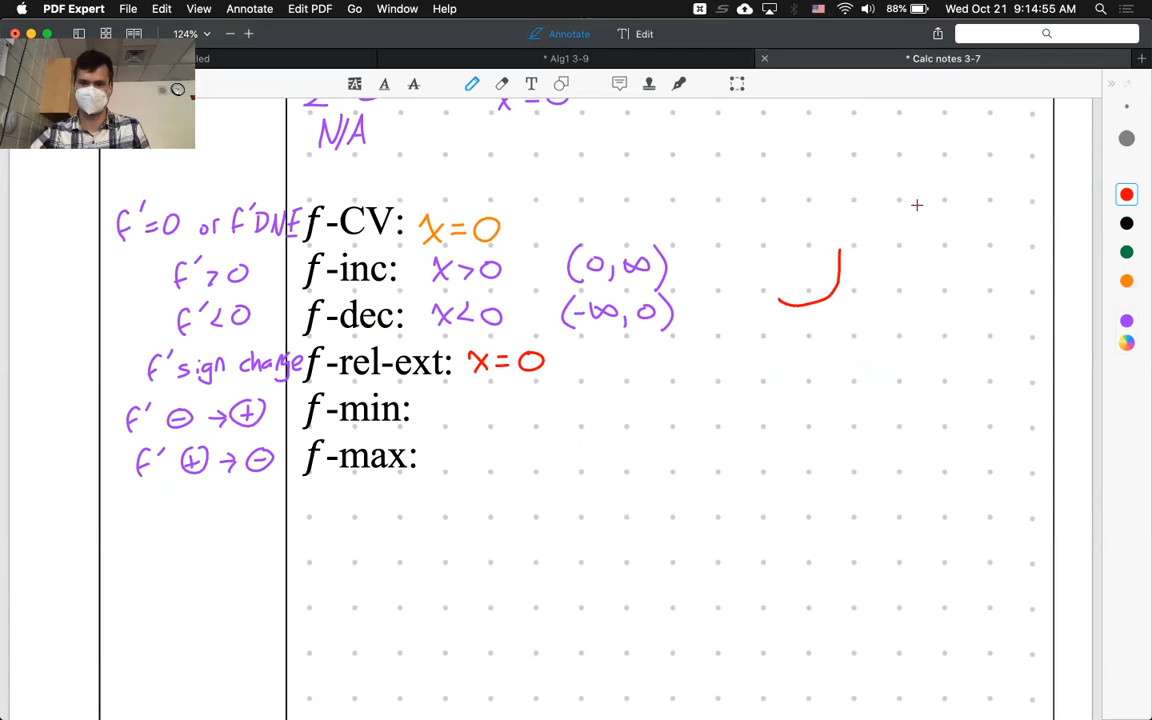 PDF Expert File Edit View Annotate Edit PDF Go Window Help 88% Wed Oct 21 9:14:55 AM
124% Annotate Edit
led * Alg1 3-9 * Calc notes 3-7
x=0
N/A
f'=0 or f'DNE f-CV: x=0
f'>0 f-inc: x>0 (0,∞)
f'<0 f-dec: x<0 (-∞,0)
f' sign change f-rel-ext: x=0
f' ⊖→⊕ f-min:
f' ⊕→⊖ f-max: